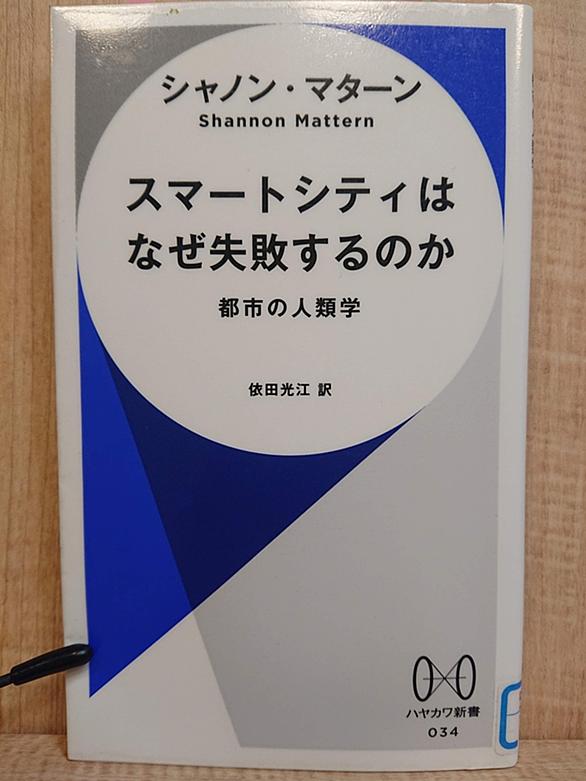 シャノン・マターン
Shannon Mattern
スマートシティは
なぜ失敗するのか
都市の人類学
依田光江 訳
ハヤカワ新書
034